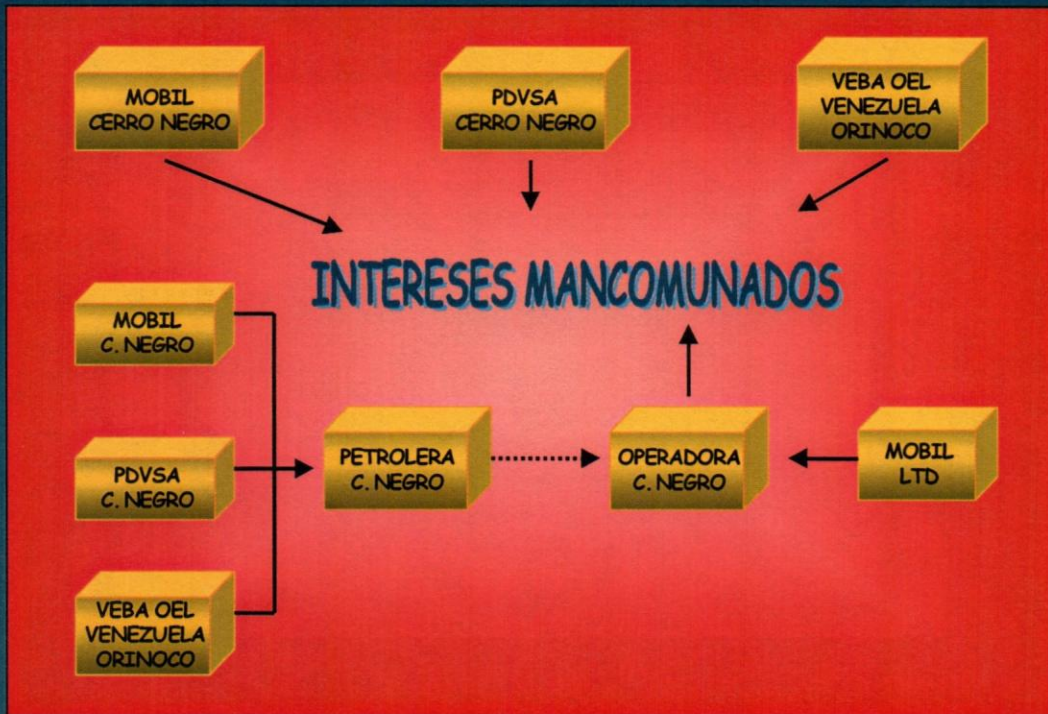 MOBIL
CERRO NEGRO
PDVSA
CERRO NEGRO
VEBA OEL
VENEZUELA
ORINOCO
INTERESES MANCOMUNADOS
MOBIL
C. NEGRO
PDVSA
C. NEGRO
VEBA OEL
VENEZUELA
ORINOCO
PETROLERA
C. NEGRO
OPERADORA
C. NEGRO
MOBIL
LTD